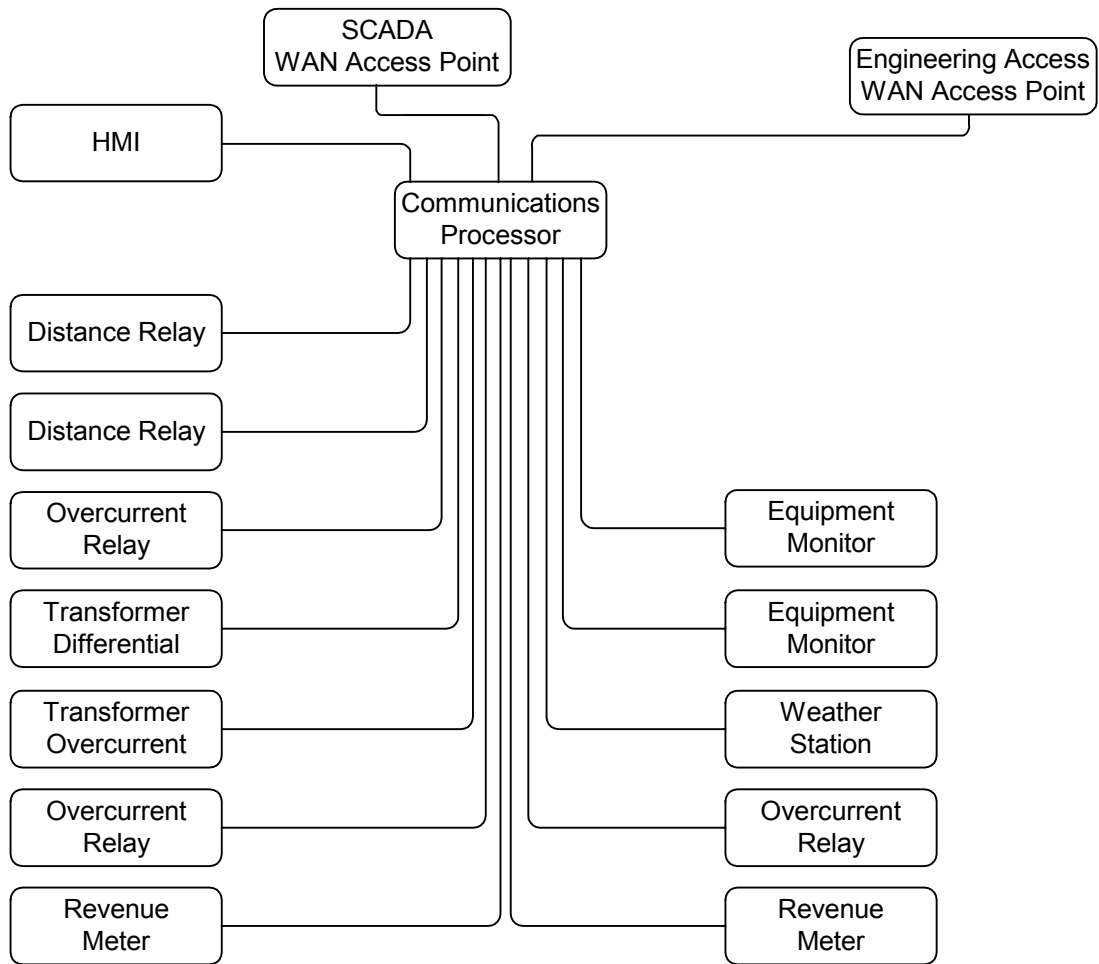 SCADA
WAN Access Point
Engineering Access
WAN Access Point
HMI
Communications
Processor
Distance Relay
Distance Relay
Overcurrent
Relay
Transformer
Differential
Transformer
Overcurrent
Overcurrent
Relay
Revenue
Meter
Equipment
Monitor
Equipment
Monitor
Weather
Station
Overcurrent
Relay
Revenue
Meter